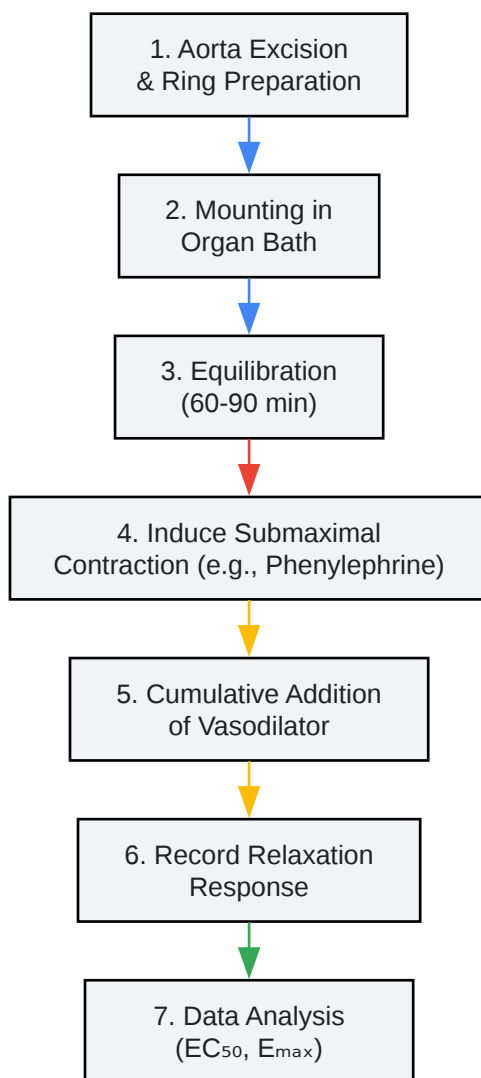 1. Aorta Excision
& Ring Preparation
2. Mounting in
Organ Bath
3. Equilibration
(60-90 min)
4. Induce Submaximal
Contraction (e.g., Phenylephrine)
5. Cumulative Addition
of Vasodilator
6. Record Relaxation
Response
7. Data Analysis
(EC₅₀, Eₘₐₓ)